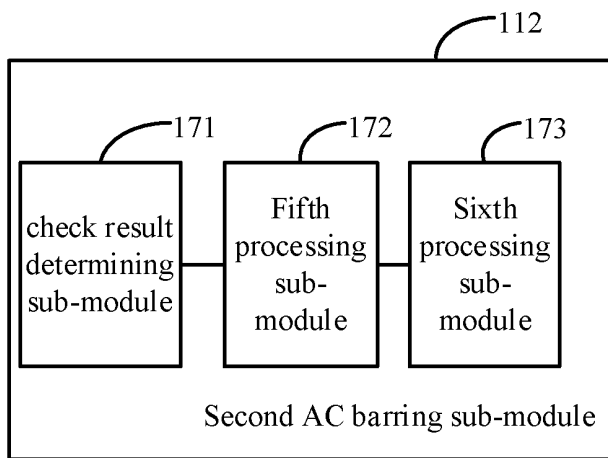 112
171
172
173
check result
determining
sub-module
Fifth
processing
sub-
module
Sixth
processing
sub-
module
Second AC barring sub-module